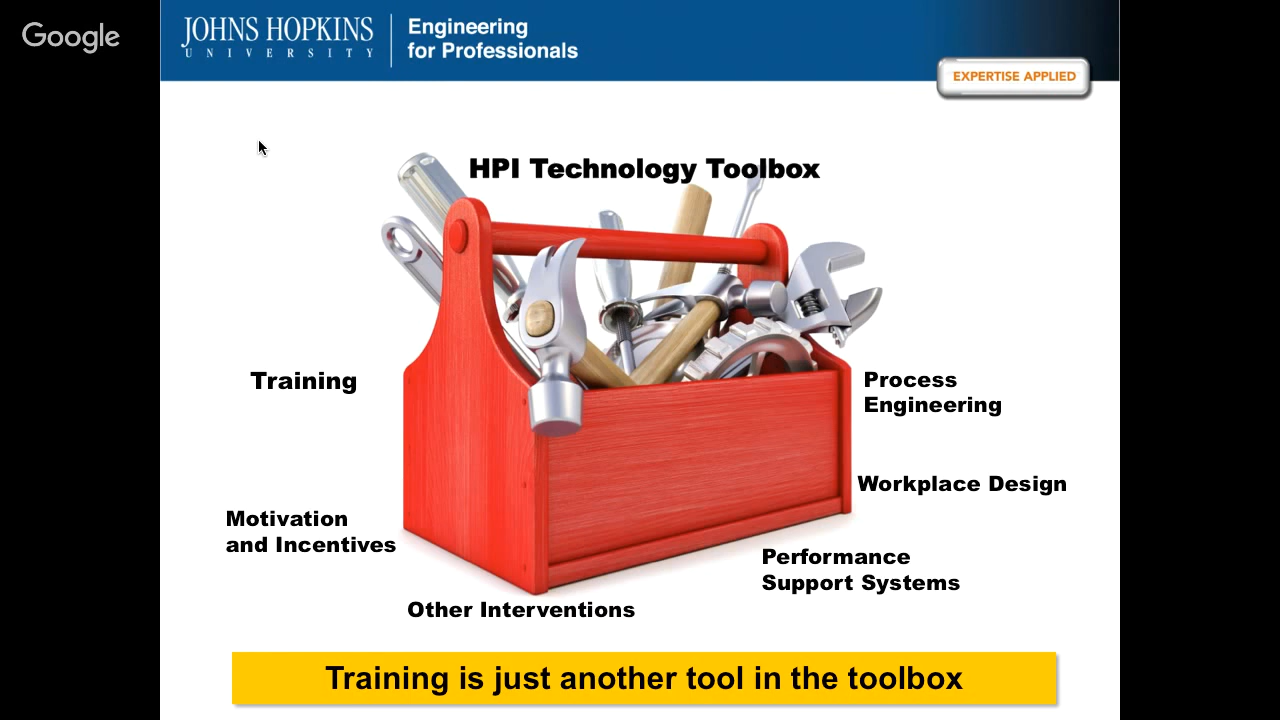 Google
JOHNS HOPKINS
UNIVERSITY
Engineering
for Professionals
EXPERTISE APPLIED
HPI Technology Toolbox
Training
Process
Engineering
Workplace Design
Motivation
and Incentives
Performance
Support Systems
Other Interventions
Training is just another tool in the toolbox